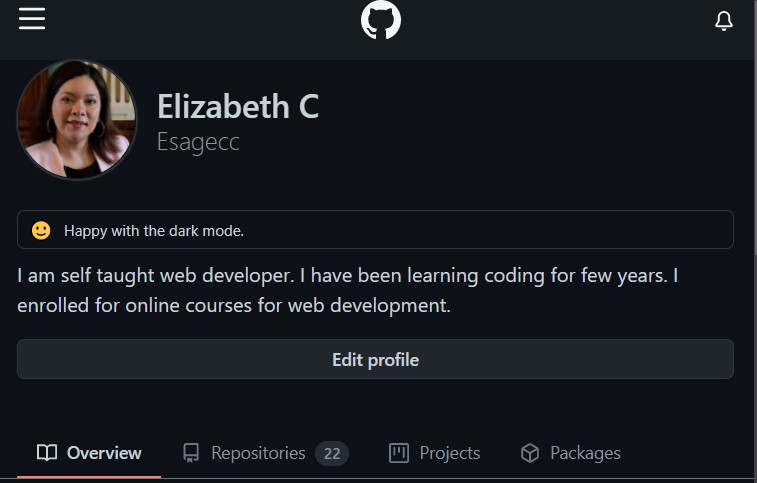 Elizabeth C
Esagecc
Happy with the dark mode.
I am self taught web developer. I have been learning coding for few years. I
enrolled for online courses for web development.
Edit profile
Overview Repositories 22 Projects Packages